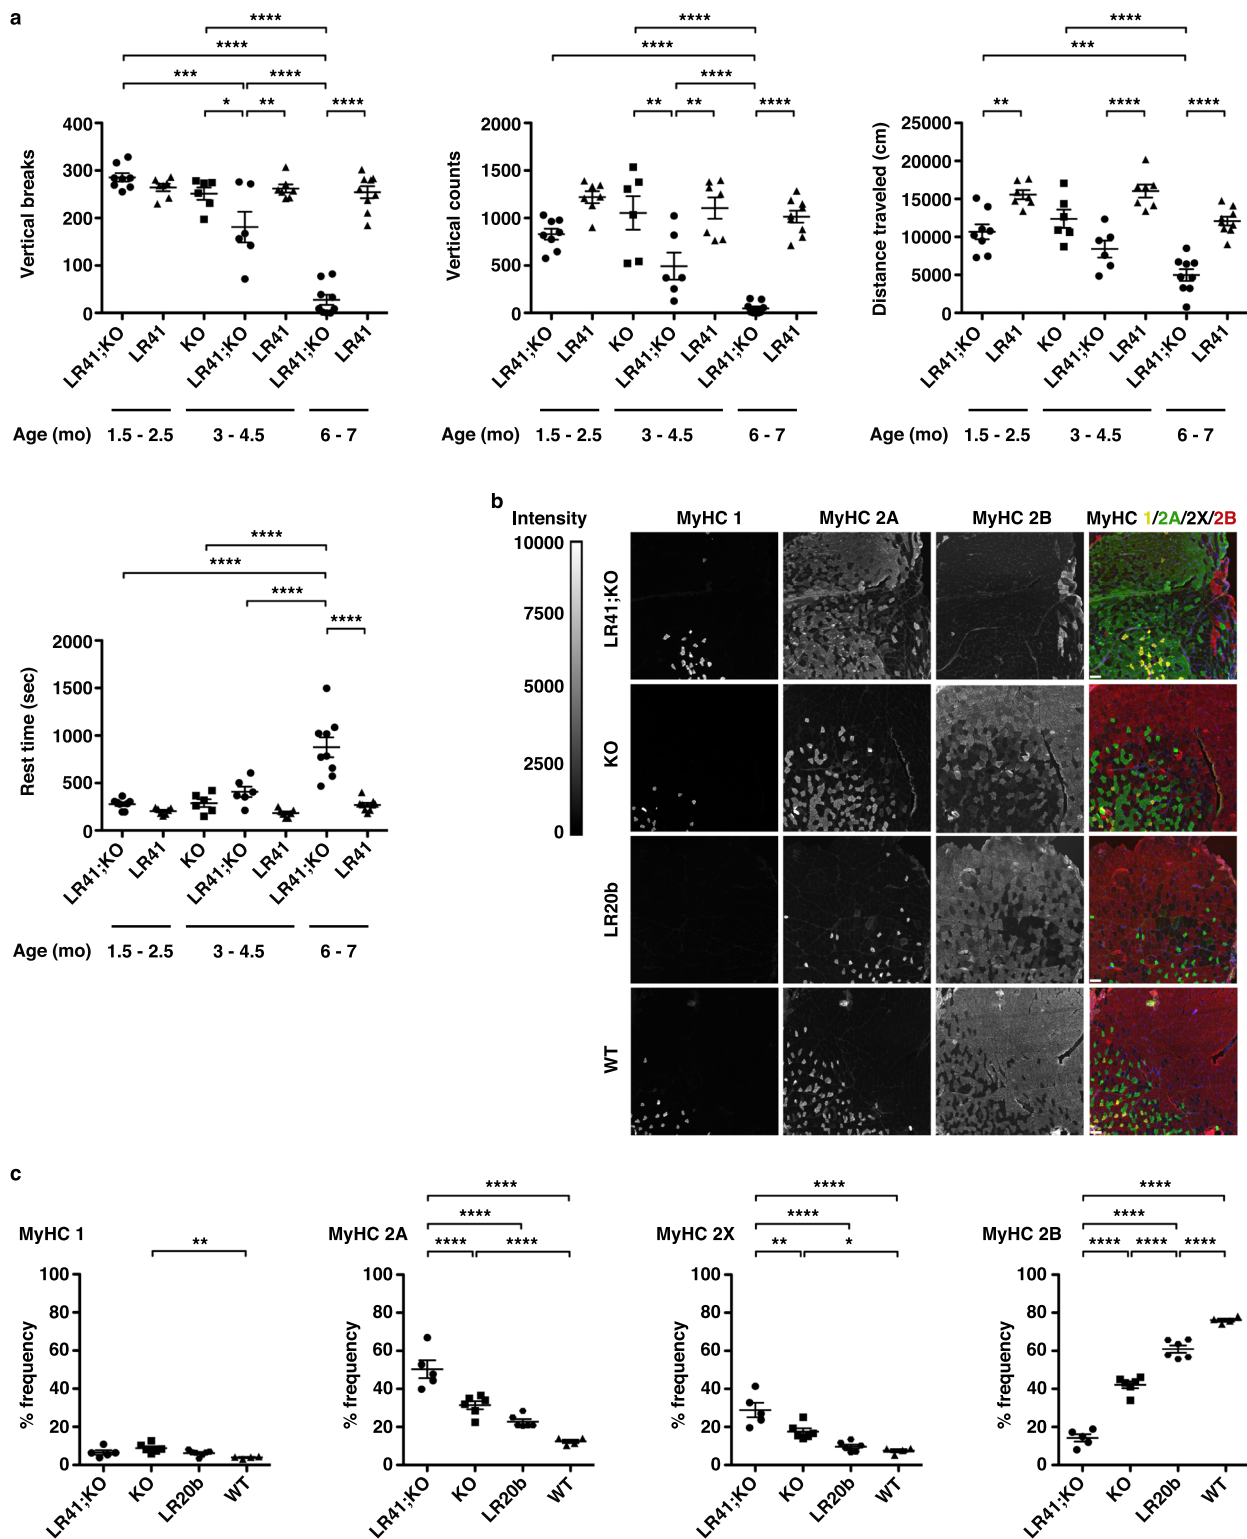 a
**** **** ****
**** **** ***
*** **** ****
* ** **** ** ** **** ** **** ****
Vertical breaks
400
300
200
100
0
LR41;KO LR41 KO LR41;KO LR41 LR41;KO LR41
Age (mo) 1.5 - 2.5 3 - 4.5 6 - 7
Vertical counts
2000
1500
1000
500
0
LR41;KO LR41 KO LR41;KO LR41 LR41;KO LR41
Age (mo) 1.5 - 2.5 3 - 4.5 6 - 7
Distance traveled (cm)
25000
20000
15000
10000
5000
0
LR41;KO LR41 KO LR41;KO LR41 LR41;KO LR41
Age (mo) 1.5 - 2.5 3 - 4.5 6 - 7
****
****
****
****
Rest time (sec)
2000
1500
1000
500
0
LR41;KO LR41 KO LR41;KO LR41 LR41;KO LR41
Age (mo) 1.5 - 2.5 3 - 4.5 6 - 7
b
Intensity
10000
7500
5000
2500
0
MyHC 1 MyHC 2A MyHC 2B MyHC 1/2A/2X/2B
LR41;KO
KO
LR20b
WT
c
MyHC 1
**
% frequency
100
80
60
40
20
0
LR41;KO KO LR20b WT
MyHC 2A
****
****
**** ****
% frequency
100
80
60
40
20
0
LR41;KO KO LR20b WT
MyHC 2X
****
****
** *
% frequency
100
80
60
40
20
0
LR41;KO KO LR20b WT
MyHC 2B
****
****
**** **** ****
% frequency
100
80
60
40
20
0
LR41;KO KO LR20b WT